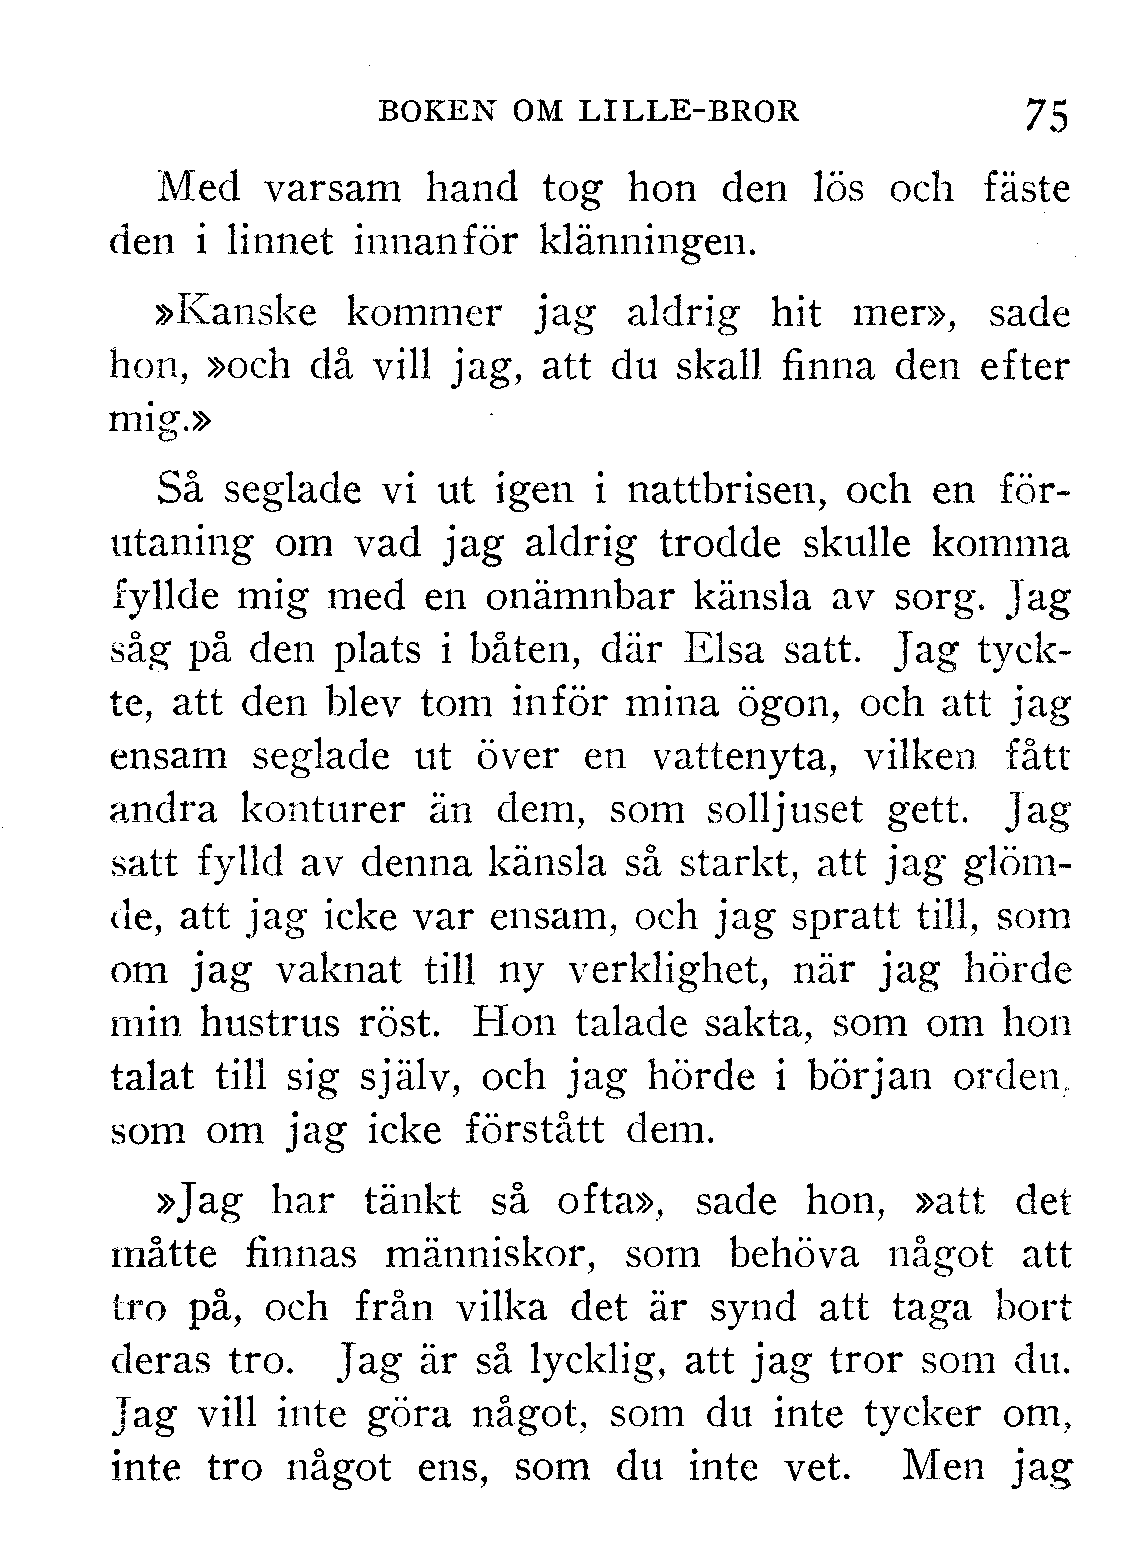 BOKEN OM LILLE-BROR 75
Med varsam hand tog hon den lös och fäste
den i linnet innanför klänningen.
»Kanske kommer jag aldrig hit mer», sade
hon, »och då vill jag, att du skall finna den efter
mig.»
Så seglade vi ut igen i nattbrisen, och en för-
utaning om vad jag aldrig trodde skulle komma
fyllde mig med en onämnbar känsla av sorg. Jag
såg på den plats i båten, där Elsa satt. Jag tyck-
te, att den blev tom inför mina ögon, och att jag
ensam seglade ut över en vattenyta, vilken fått
andra konturer än dem, som solljuset gett. Jag
satt fylld av denna känsla så starkt, att jag glöm-
de, att jag icke var ensam, och jag spratt till, som
om jag vaknat till ny verklighet, när jag hörde
min hustrus röst. Hon talade sakta, som om hon
talat till sig själv, och jag hörde i början orden,
som om jag icke förstått dem.
»Jag har tänkt så ofta», sade hon, »att det
måtte finnas människor, som behöva något att
tro på, och från vilka det är synd att taga bort
deras tro. Jag är så lycklig, att jag tror som du.
Jag vill inte göra något, som du inte tycker om,
inte tro något ens, som du inte vet. Men jag